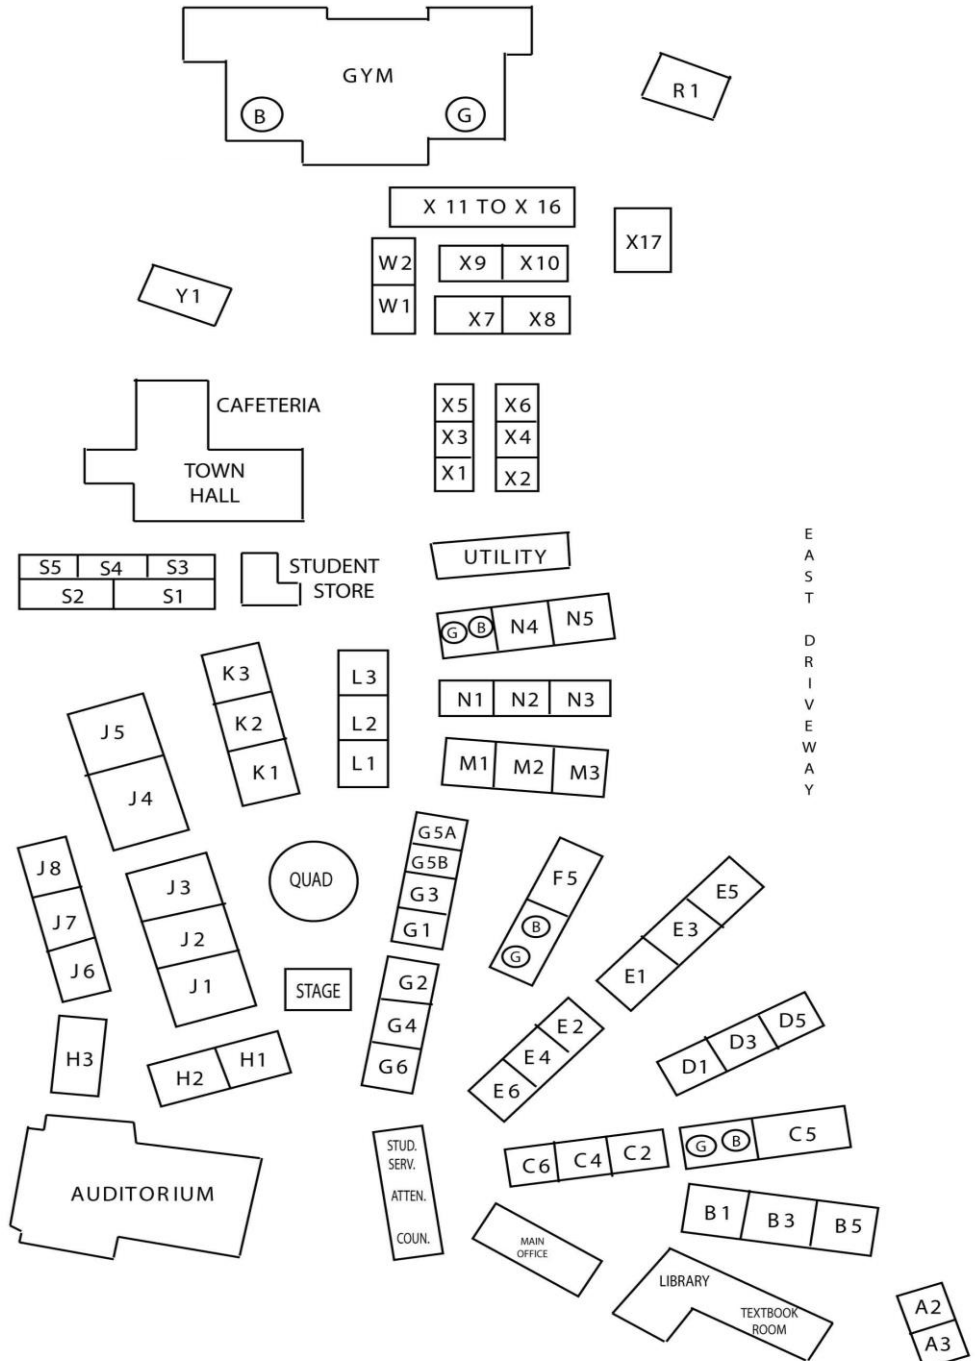 GYM
B
G
R1
X 11 TO X 16
X17
W2
X9
X10
Y1
W1
X7
X8
CAFETERIA
X5
X6
X3
X4
TOWN
HALL
X1
X2
EAST DRIVEWAY
UTILITY
S5
S4
S3
STUDENT
STORE
S2
S1
G
B
N4
N5
K3
L3
N1
N2
N3
K2
L2
J5
K1
L1
M1
M2
M3
J4
G5A
G5B
J8
J3
QUAD
G3
F5
E5
J7
J2
G1
B
E3
G
J6
J1
STAGE
G2
E1
G4
E2
D5
H3
H2
H1
G6
E4
D3
E6
D1
STUD.
SERV.
ATTEN.
COUN.
C6
C4
C2
G
B
C5
AUDITORIUM
B1
B3
B5
MAIN
OFFICE
LIBRARY
TEXTBOOK
ROOM
A2
A3